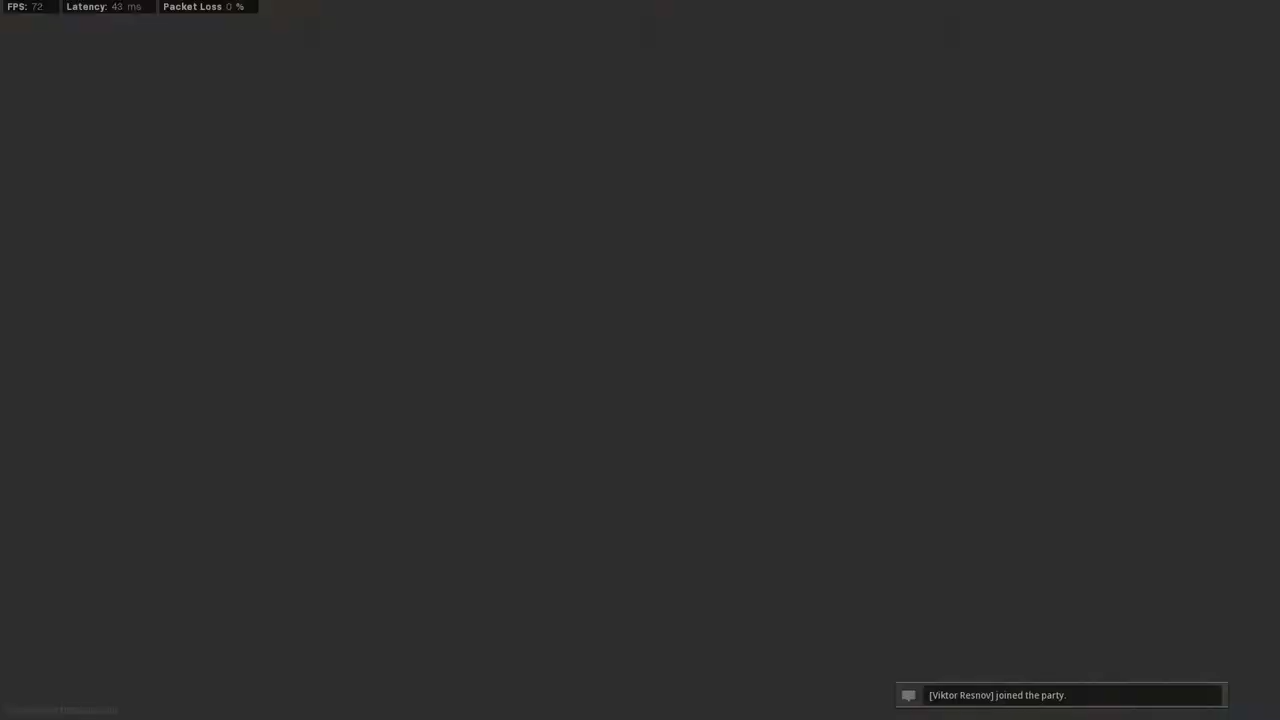 FPS: 72 Latency: 43 ms Packet Loss 0 %
[Viktor Resnov] joined the party.